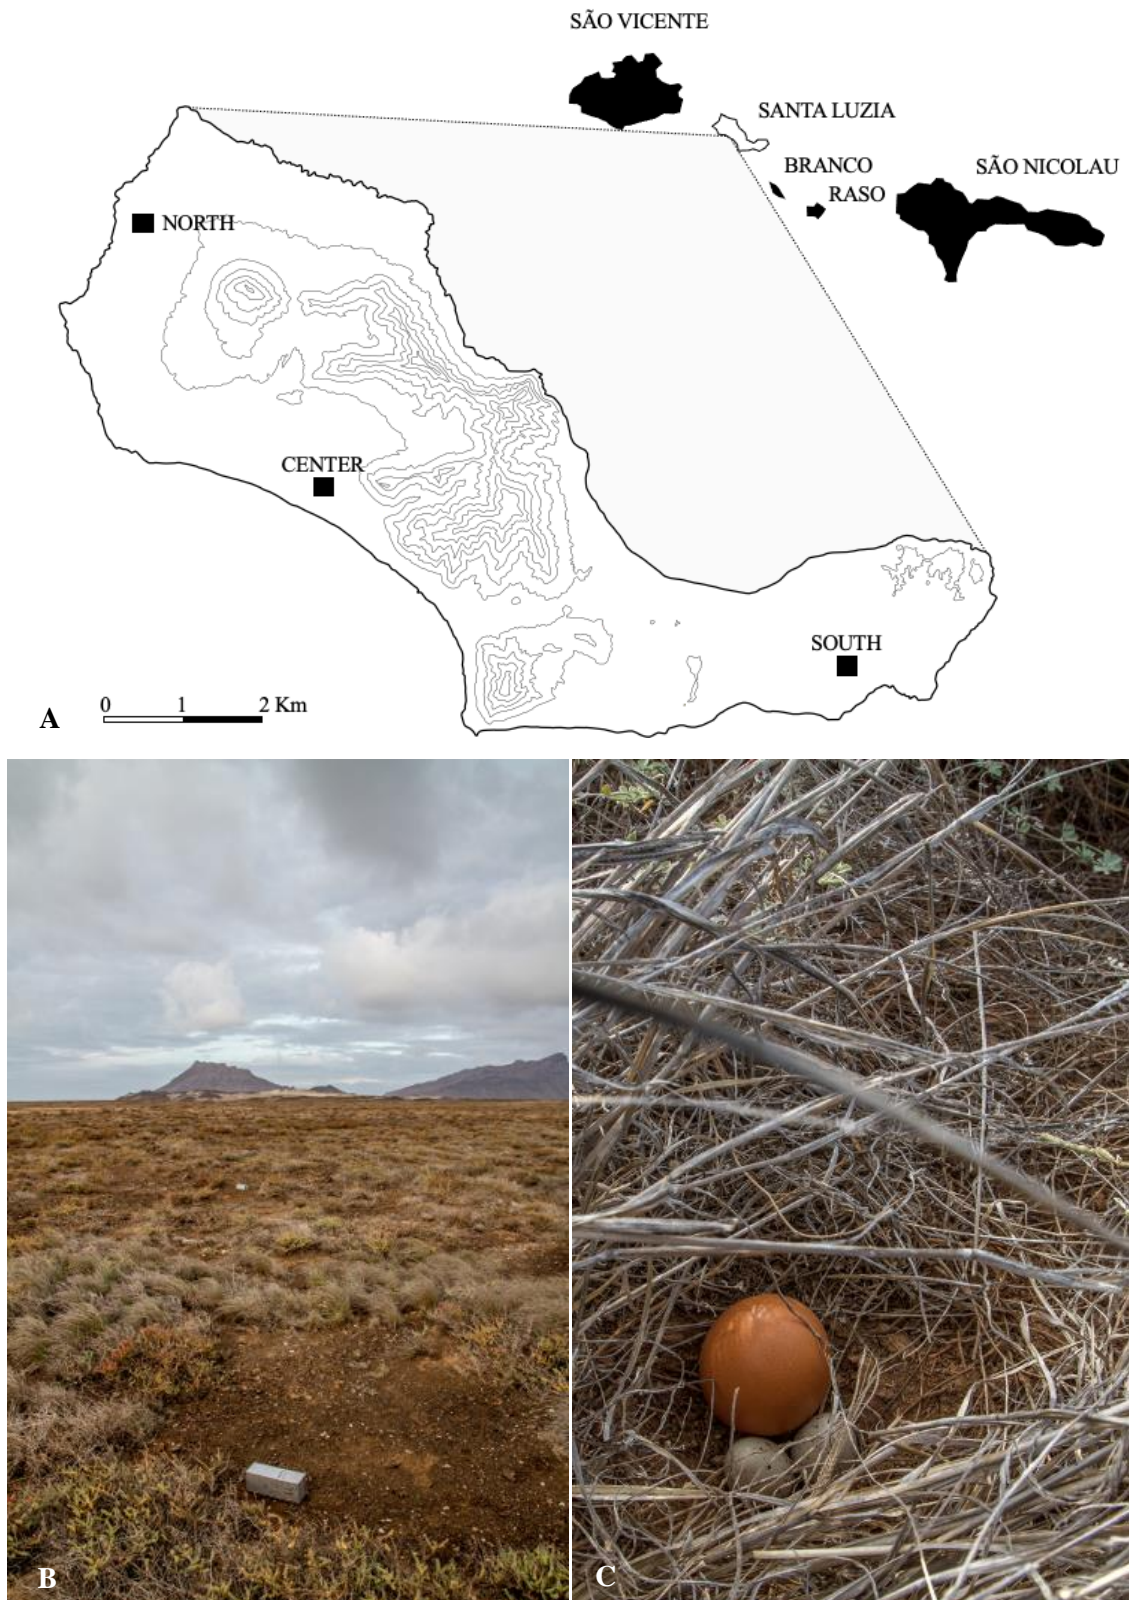 SÃO VICENTE
SANTA LUZIA
BRANCO
SÃO NICOLAU
RASO
NORTH
CENTER
SOUTH
0 1 2 Km
A
B
C